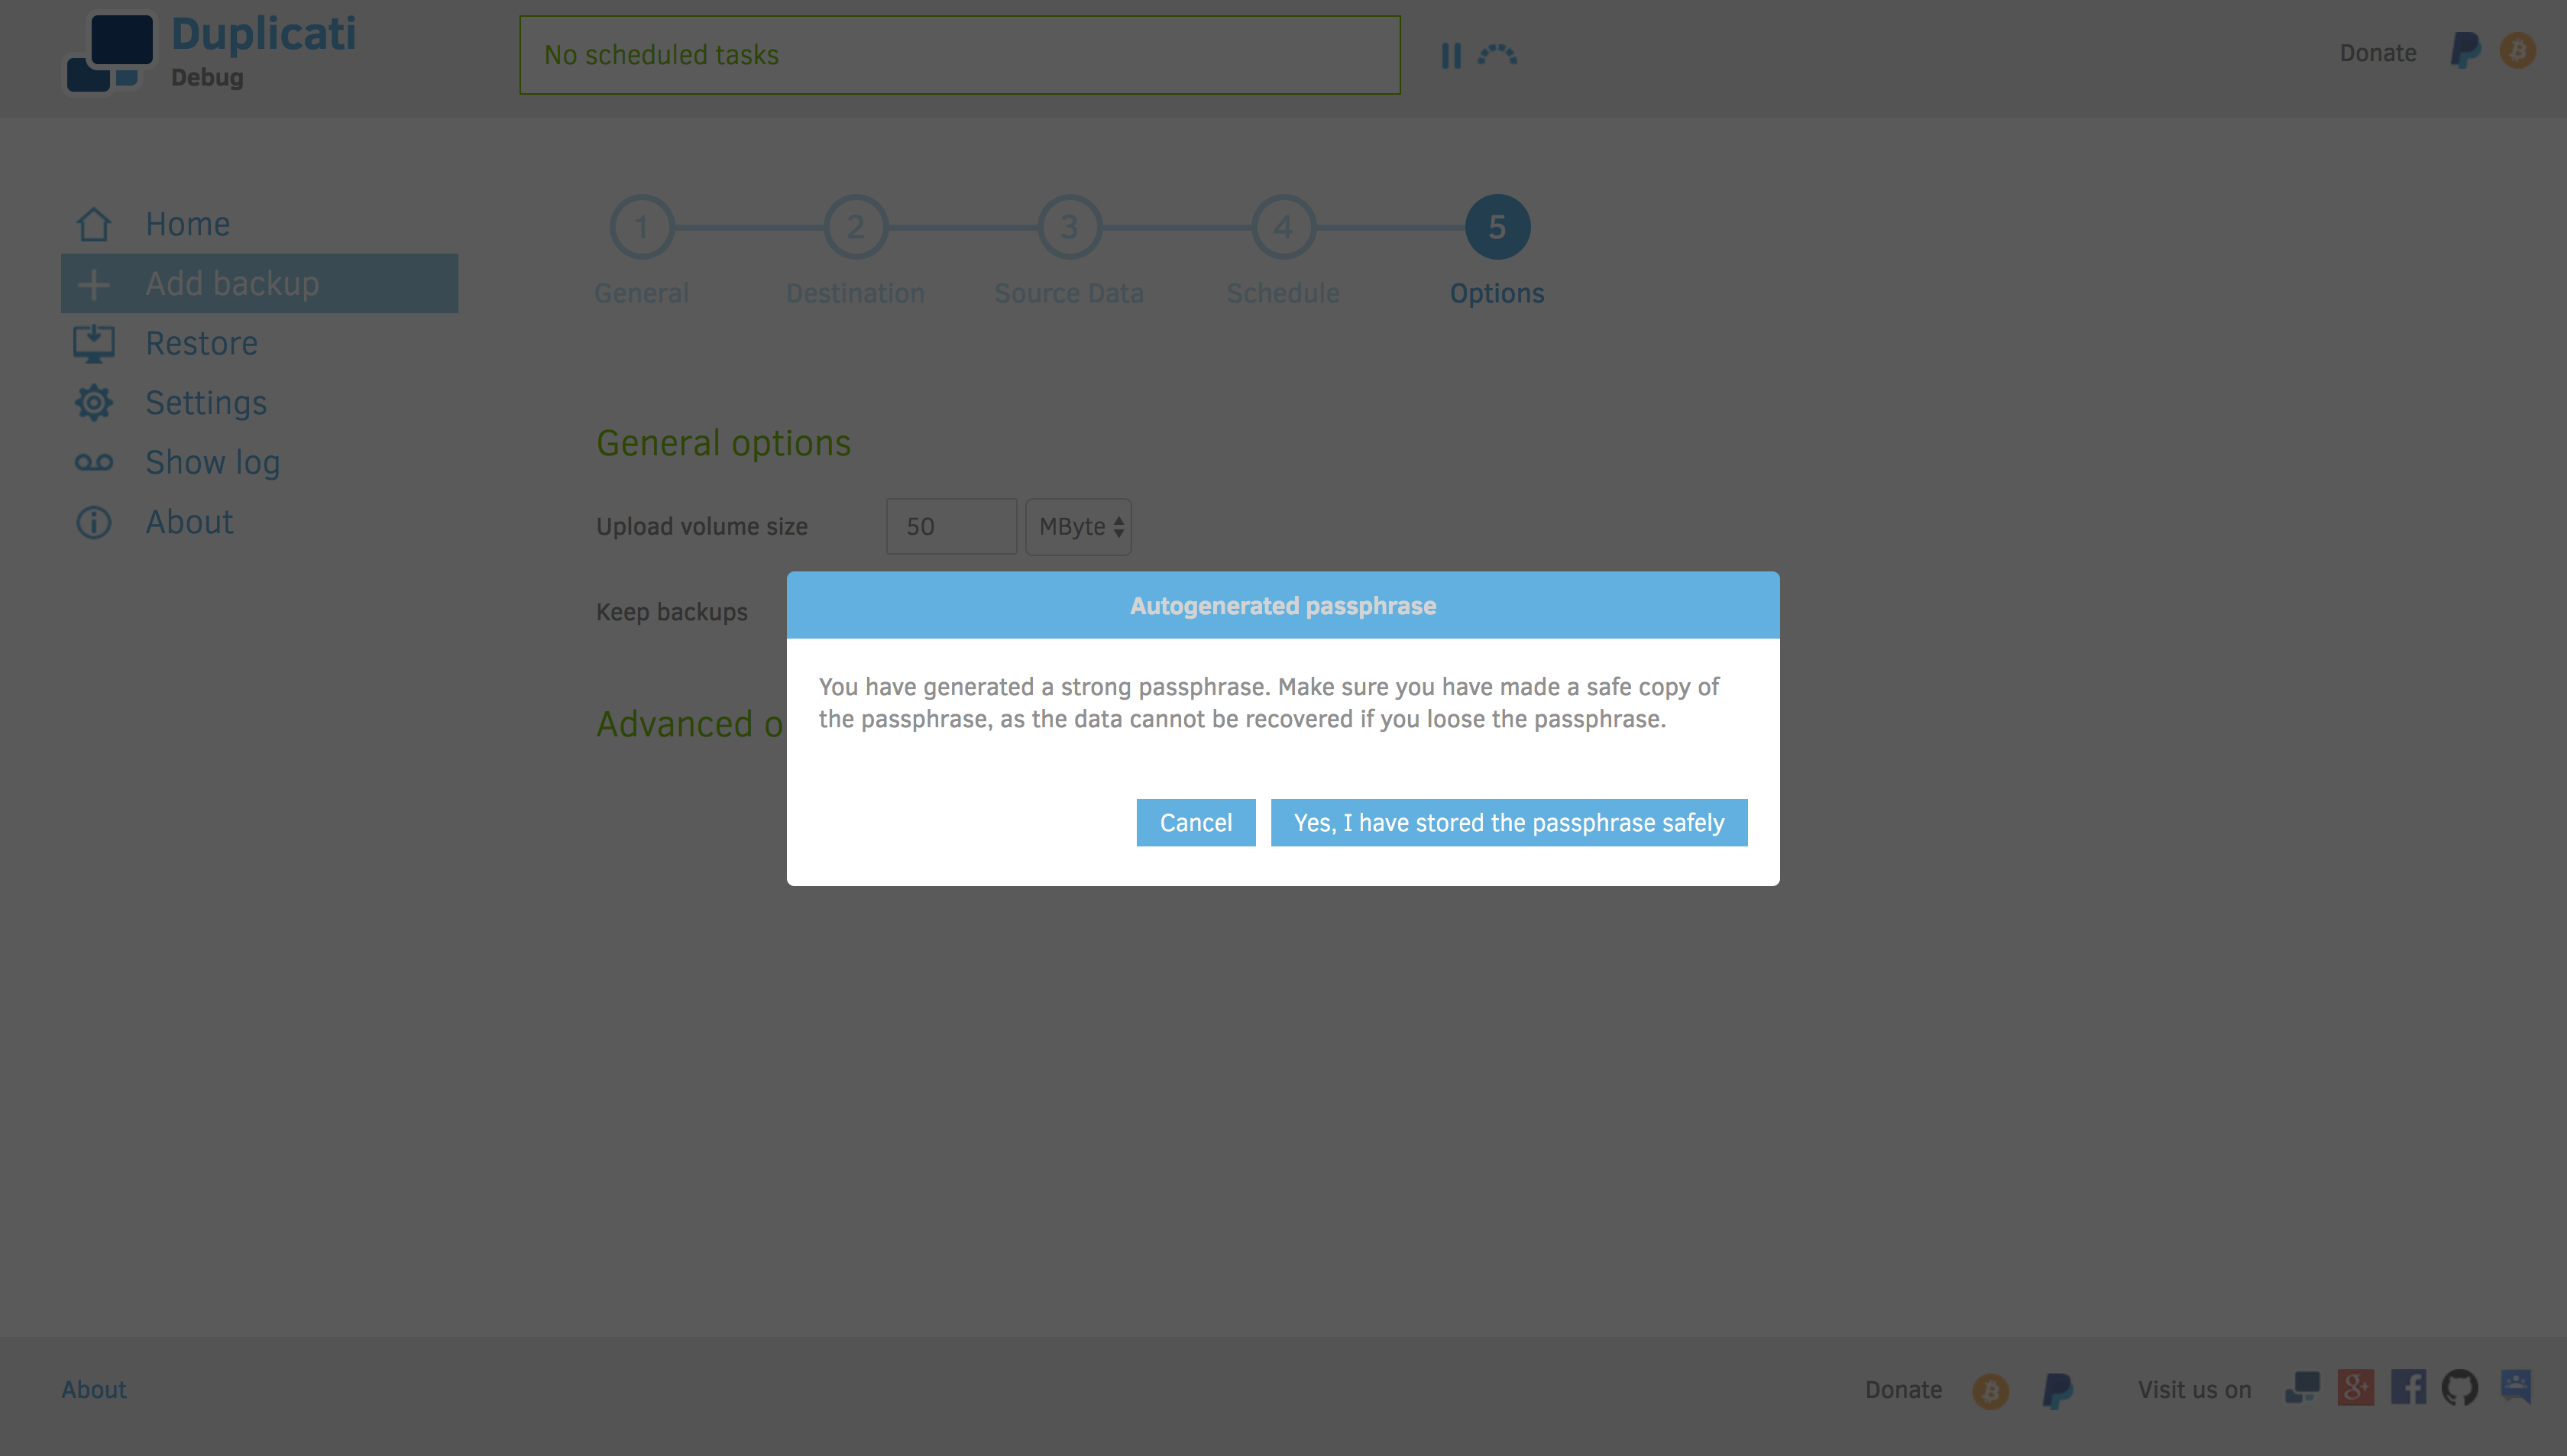 Duplicati
Debug
No scheduled tasks
Donate
Home
Add backup
Restore
Settings
Show log
About
1
2
3
4
5
General
Destination
Source Data
Schedule
Options
General options
Upload volume size
50
MByte
Keep backups
Advanced o
Autogenerated passphrase
You have generated a strong passphrase. Make sure you have made a safe copy of
the passphrase, as the data cannot be recovered if you loose the passphrase.
Cancel
Yes, I have stored the passphrase safely
About
Donate
Visit us on